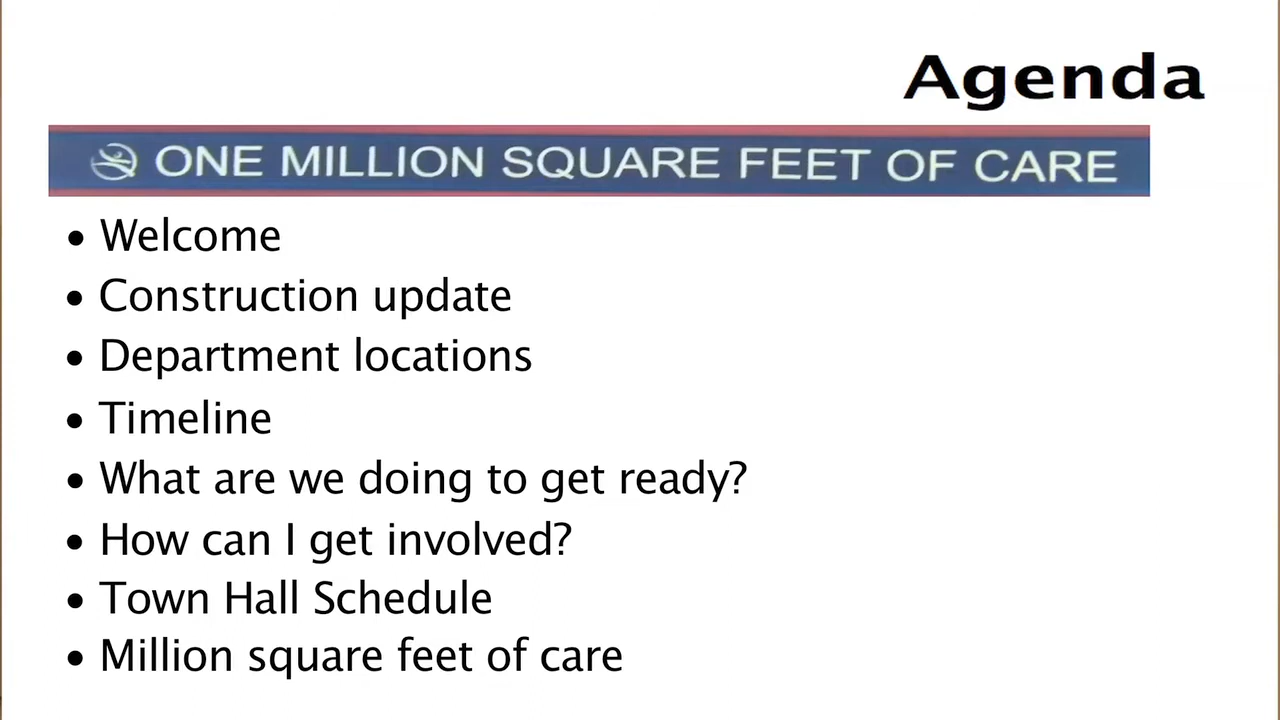 Agenda
ONE MILLION SQUARE FEET OF CARE
• Welcome
• Construction update
• Department locations
• Timeline
• What are we doing to get ready?
• How can I get involved?
• Town Hall Schedule
• Million square feet of care